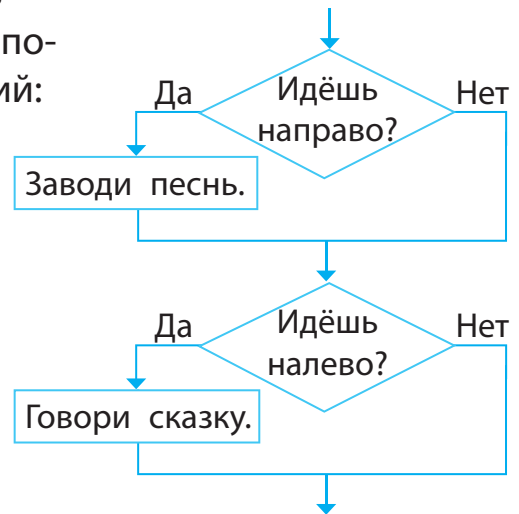 по-
ий:
Да
Идёшь
направо?
Нет
Заводи песнь.
Да
Идёшь
налево?
Нет
Говори сказку.